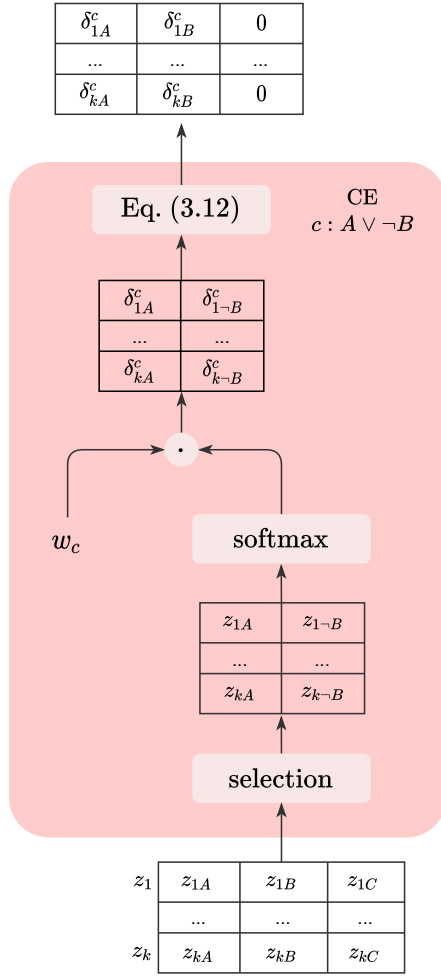 δ^c_{1A} δ^c_{1B} 0
... ... ...
δ^c_{kA} δ^c_{kB} 0
Eq. (3.12)
CE
c : A ∨ ¬B
δ^c_{1A} δ^c_{1¬B}
... ...
δ^c_{kA} δ^c_{k¬B}
·
w_c
softmax
z_{1A} z_{1¬B}
... ...
z_{kA} z_{k¬B}
selection
z_1 z_{1A} z_{1B} z_{1C}
... ... ...
z_k z_{kA} z_{kB} z_{kC}